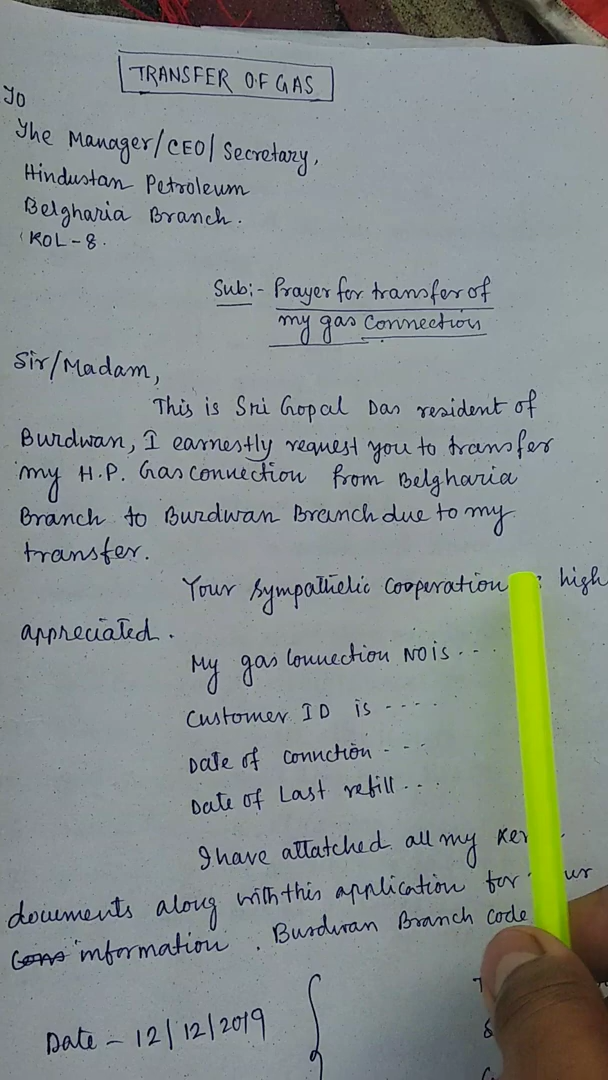 TRANSFER OF GAS
To
The Manager/CEO/Secretary,
Hindustan Petroleum
Belgharia Branch.
KOL-8.
Sub:- Prayer for transfer of
my gas Connection
Sir/Madam,
This is Sri Gopal Das resident of
Burdwan, I earnestly request you to transfer
my H.P. Gas connection from Belgharia
Branch to Burdwan Branch due to my
transfer.
Your Sympathetic Cooperation high
appreciated.
My gas Connection NO is ...
Customer ID is ----
Date of connction ---
Date of Last refill...
I have attatched all my
documents along with this application for
information. Burdwan Branch code
Date - 12/12/2019